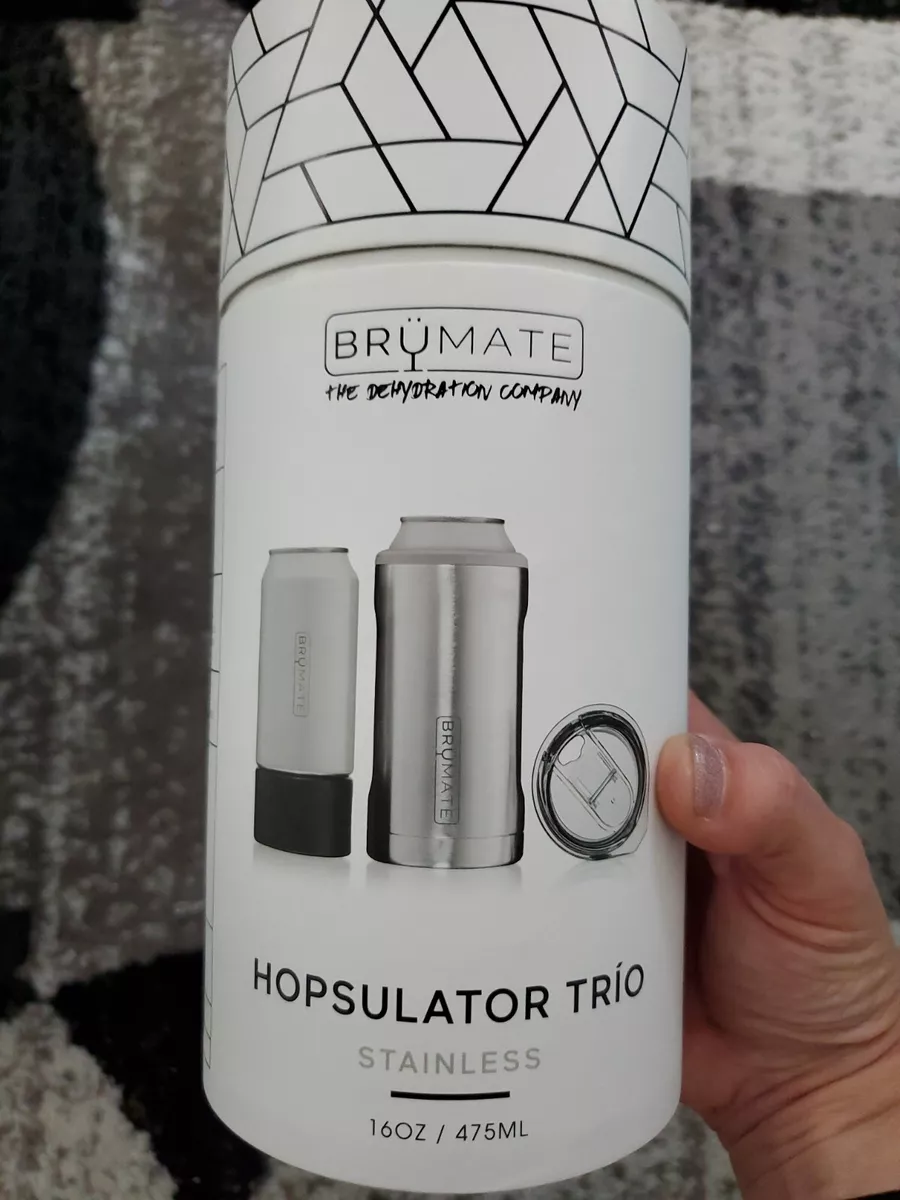 BRÜMATE
THE DEHYDRATION COMPANY
BRÜMATE
BRÜMATE
HOPSULATOR TRÍO
STAINLESS
16OZ / 475ML